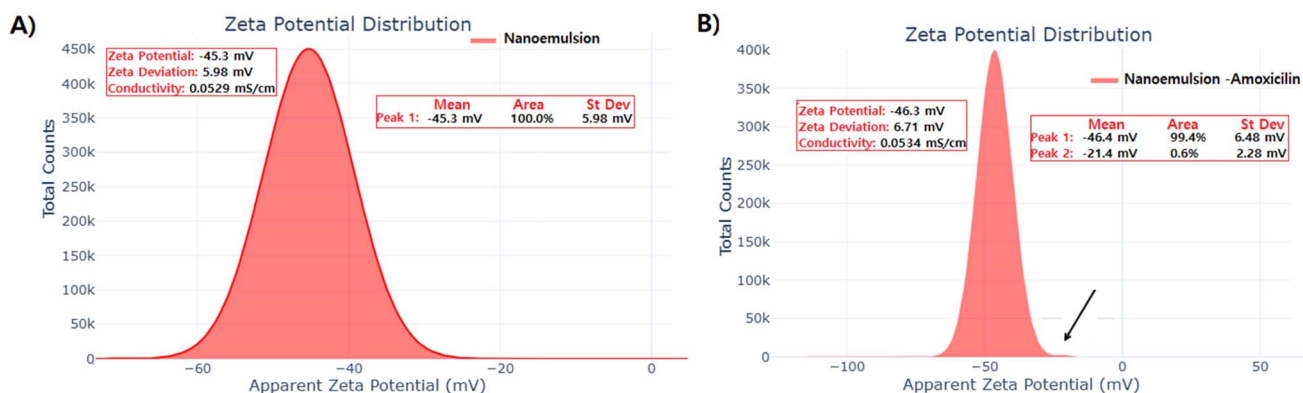 A)
Zeta Potential Distribution
Nanoemulsion
450k
400k
350k
300k
250k
200k
150k
100k
50k
0
Total Counts
Zeta Potential: -45.3 mV
Zeta Deviation: 5.98 mV
Conductivity: 0.0529 mS/cm
Mean Area St Dev
Peak 1: -45.3 mV 100.0% 5.98 mV
−60 −40 −20 0
Apparent Zeta Potential (mV)
B)
Zeta Potential Distribution
Nanoemulsion -Amoxicilin
400k
350k
300k
250k
200k
150k
100k
50k
0
Total Counts
Zeta Potential: -46.3 mV
Zeta Deviation: 6.71 mV
Conductivity: 0.0534 mS/cm
Mean Area St Dev
Peak 1: -46.4 mV 99.4% 6.48 mV
Peak 2: -21.4 mV 0.6% 2.28 mV
−100 −50 0 50
Apparent Zeta Potential (mV)